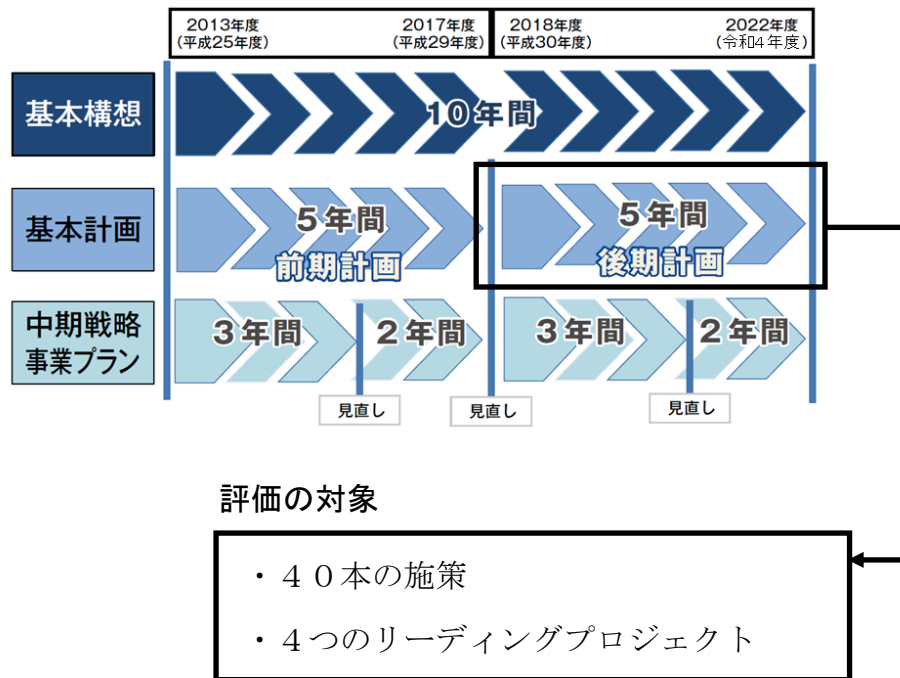 2013年度 2017年度 2018年度 2022年度
(平成25年度) (平成29年度) (平成30年度) (令和4年度)
基本構想
10年間
基本計画
5年間 5年間
前期計画 後期計画
中期戦略
事業プラン
3年間 2年間 3年間 2年間
見直し 見直し 見直し
評価の対象
・４０本の施策
・４つのリーディングプロジェクト